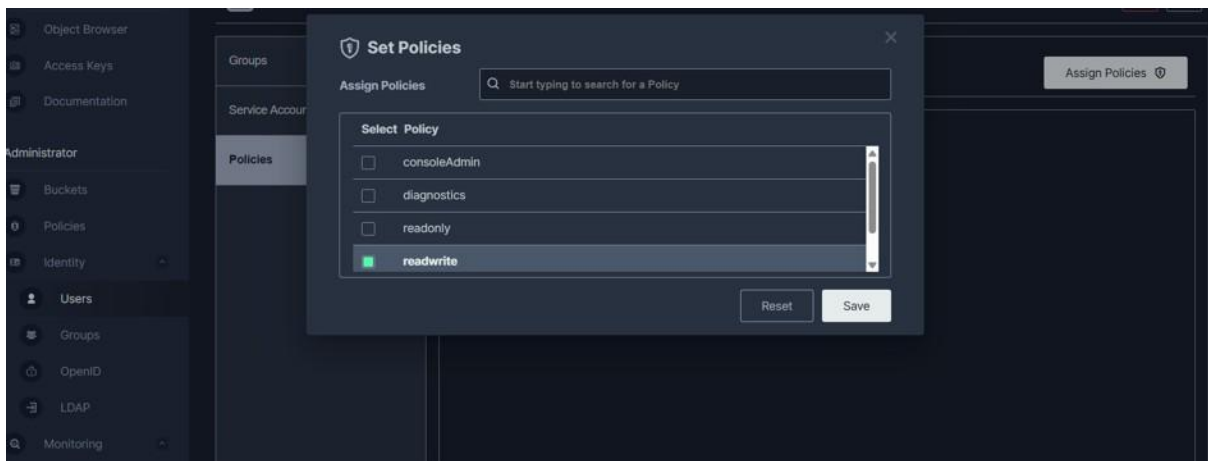 Object Browser
Access Keys
Documentation
Administrator
Buckets
Policies
Identity
Users
Groups
OpenID
LDAP
Monitoring
Groups
Service Accour
Policies
Set Policies
Assign Policies
Start typing to search for a Policy
Select Policy
consoleAdmin
diagnostics
readonly
readwrite
Reset
Save
Assign Policies